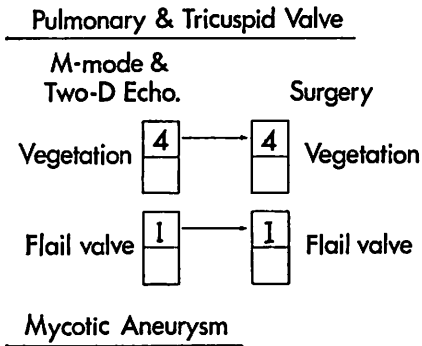 Pulmonary & Tricuspid Valve
M-mode &
Two-D Echo.
Surgery
Vegetation 4 4 Vegetation
Flail valve 1 1 Flail valve
Mycotic Aneurysm